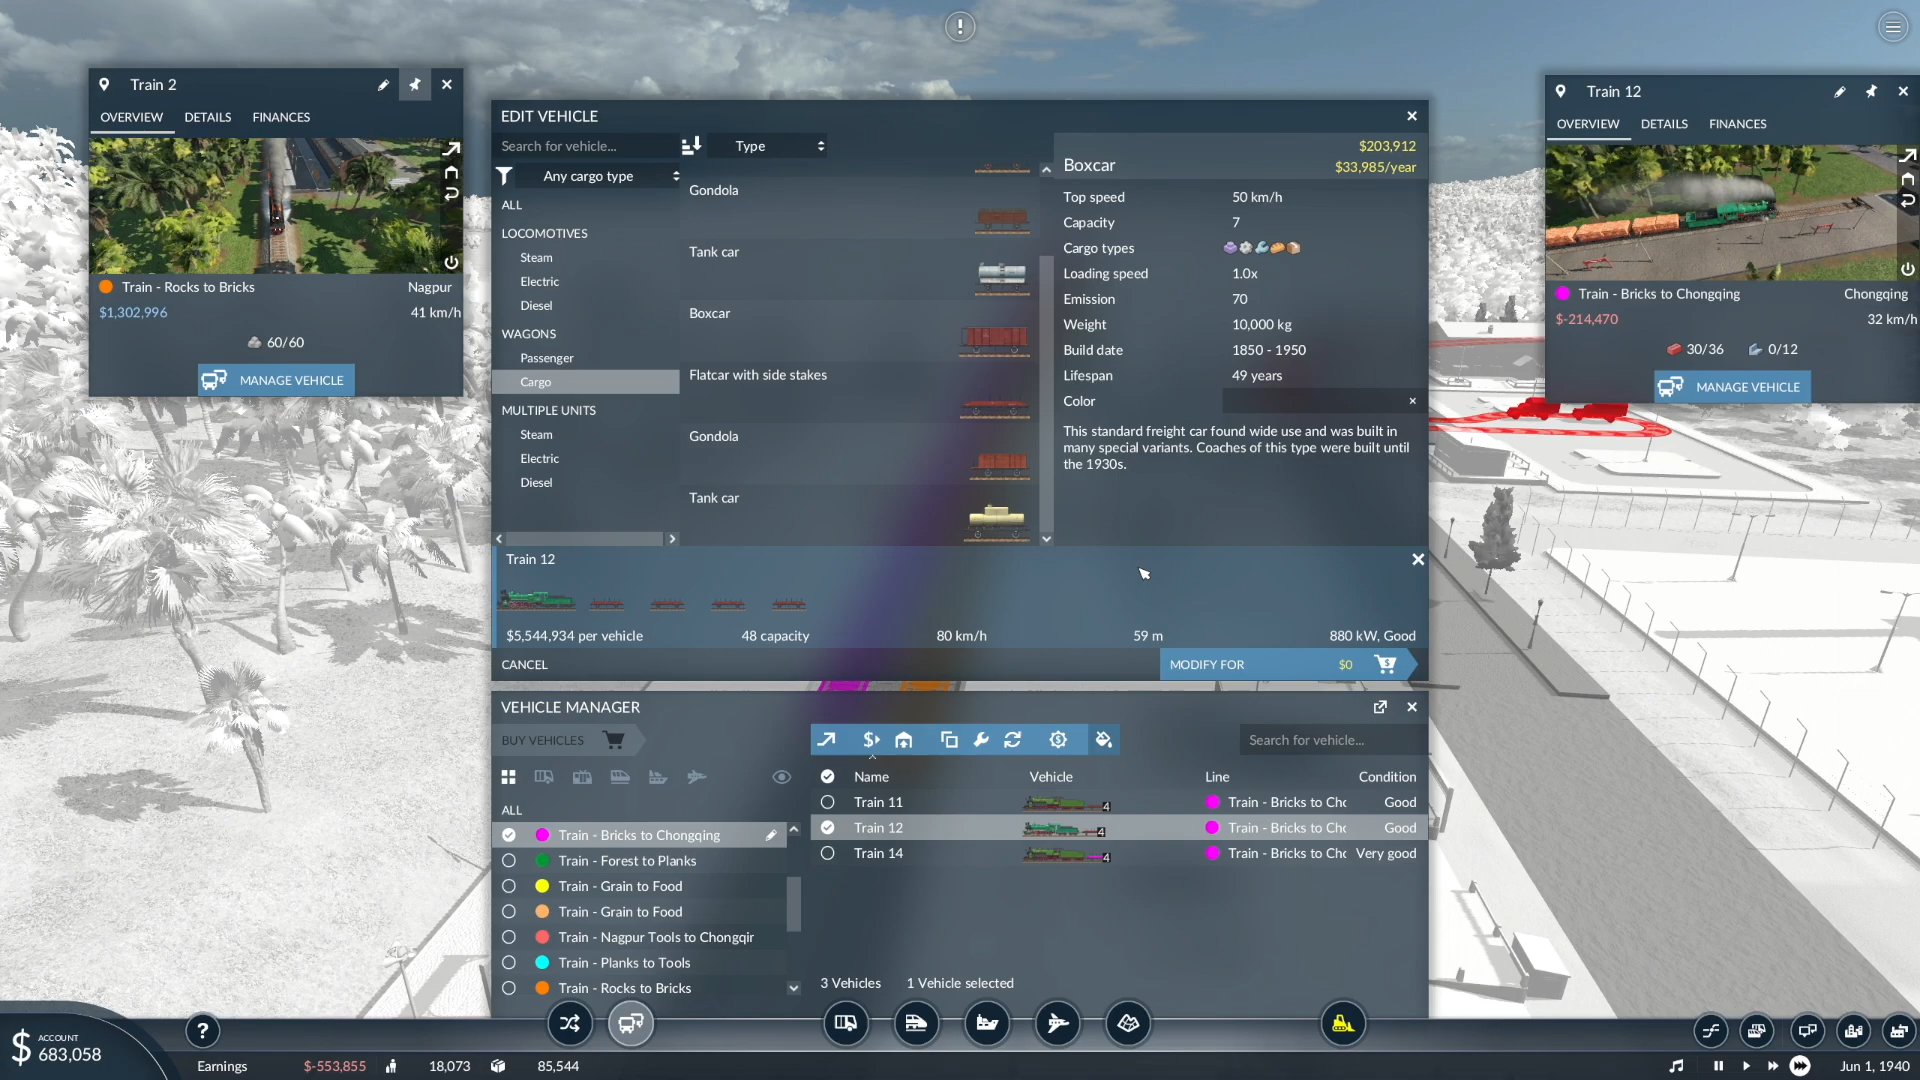 Train 2
OVERVIEW DETAILS FINANCES
Train - Rocks to Bricks Nagpur
$1,302,996 41 km/h
60/60
MANAGE VEHICLE
EDIT VEHICLE
Search for vehicle... Type
Any cargo type
ALL
LOCOMOTIVES
Steam
Electric
Diesel
WAGONS
Passenger
Cargo
MULTIPLE UNITS
Steam
Electric
Diesel
Gondola
Tank car
Boxcar
Flatcar with side stakes
Gondola
Tank car
$203,912
Boxcar $33,985/year
Top speed 50 km/h
Capacity 7
Cargo types
Loading speed 1.0x
Emission 70
Weight 10,000 kg
Build date 1850 - 1950
Lifespan 49 years
Color
This standard freight car found wide use and was built in
many special variants. Coaches of this type were built until
the 1930s.
Train 12
$5,544,934 per vehicle 48 capacity 80 km/h 59 m 880 kW, Good
CANCEL MODIFY FOR $0
Train 12
OVERVIEW DETAILS FINANCES
Train - Bricks to Chongqing Chongqing
$-214,470 32 km/h
30/36 0/12
MANAGE VEHICLE
VEHICLE MANAGER
BUY VEHICLES Search for vehicle...
ALL
Train - Bricks to Chongqing
Train - Forest to Planks
Train - Grain to Food
Train - Grain to Food
Train - Nagpur Tools to Chongqir
Train - Planks to Tools
Train - Rocks to Bricks
Name Vehicle Line Condition
Train 11 4 Train - Bricks to Chc Good
Train 12 4 Train - Bricks to Chc Good
Train 14 4 Train - Bricks to Chc Very good
3 Vehicles 1 Vehicle selected
$ ACCOUNT
683,058
?
Earnings $-553,855 18,073 85,544
Jun 1, 1940